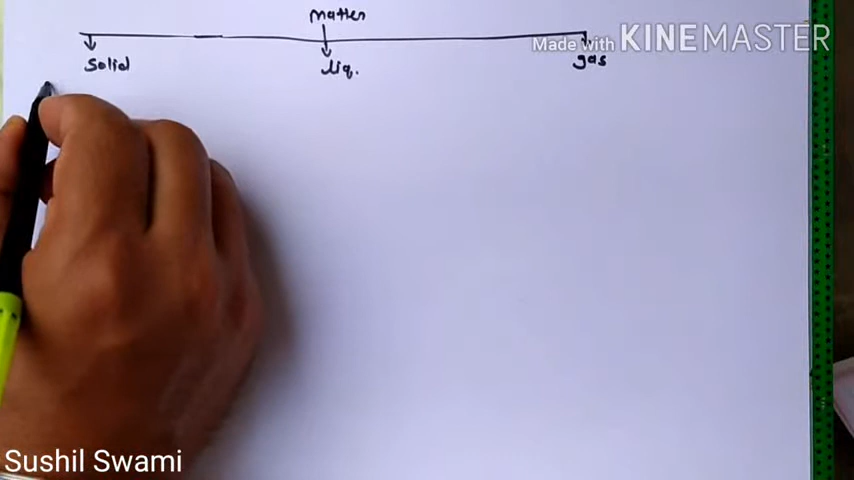 matter
Made with KINEMASTER
Solid
liq.
gas
Sushil Swami